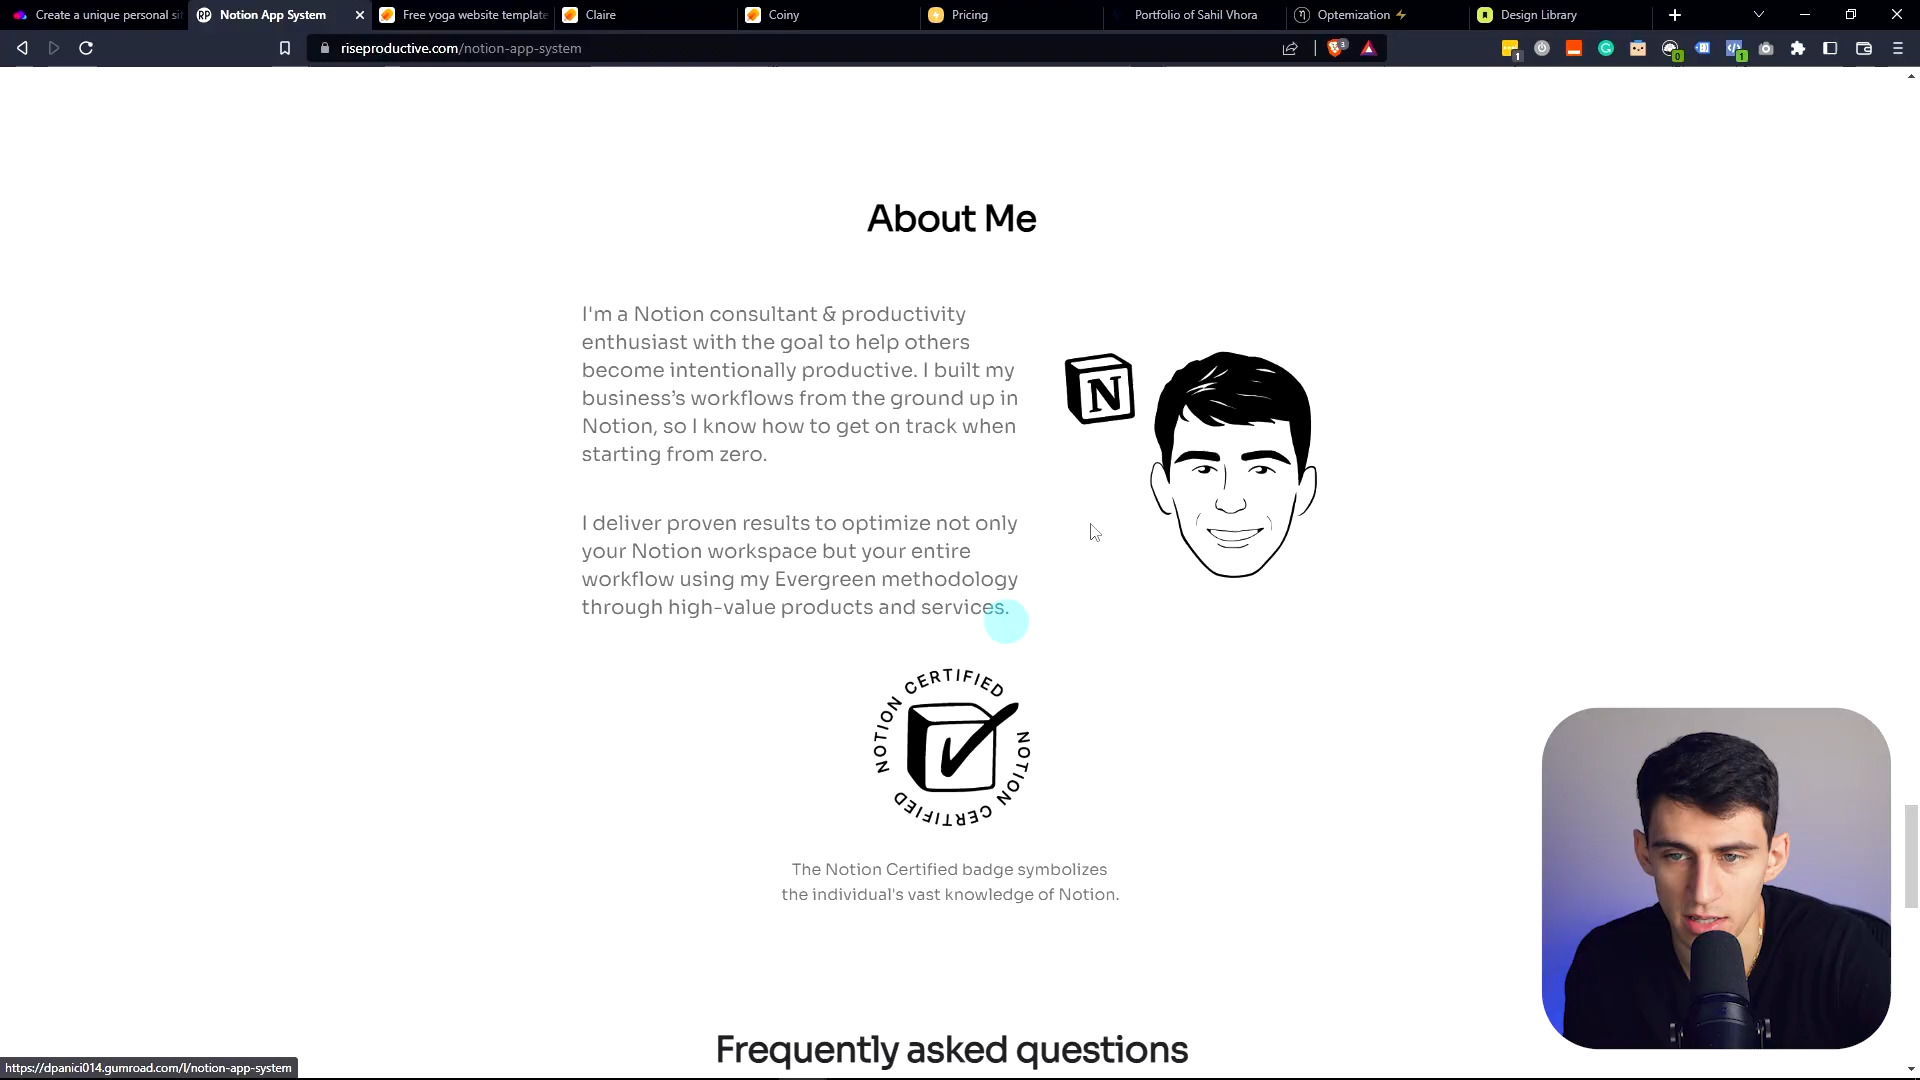 Create a unique personal sit
Notion App System
Free yoga website template
Claire
Coiny
Pricing
Portfolio of Sahil Vhora
Optemization ⚡
Design Library
riseproductive.com/notion-app-system
About Me
I'm a Notion consultant & productivity
enthusiast with the goal to help others
become intentionally productive. I built my
business’s workflows from the ground up in
Notion, so I know how to get on track when
starting from zero.
N
I deliver proven results to optimize not only
your Notion workspace but your entire
workflow using my Evergreen methodology
through high-value products and services.
NOTION CERTIFIED
NOTION CERTIFIED
The Notion Certified badge symbolizes
the individual's vast knowledge of Notion.
Frequently asked questions
https://dpanici014.gumroad.com/l/notion-app-system